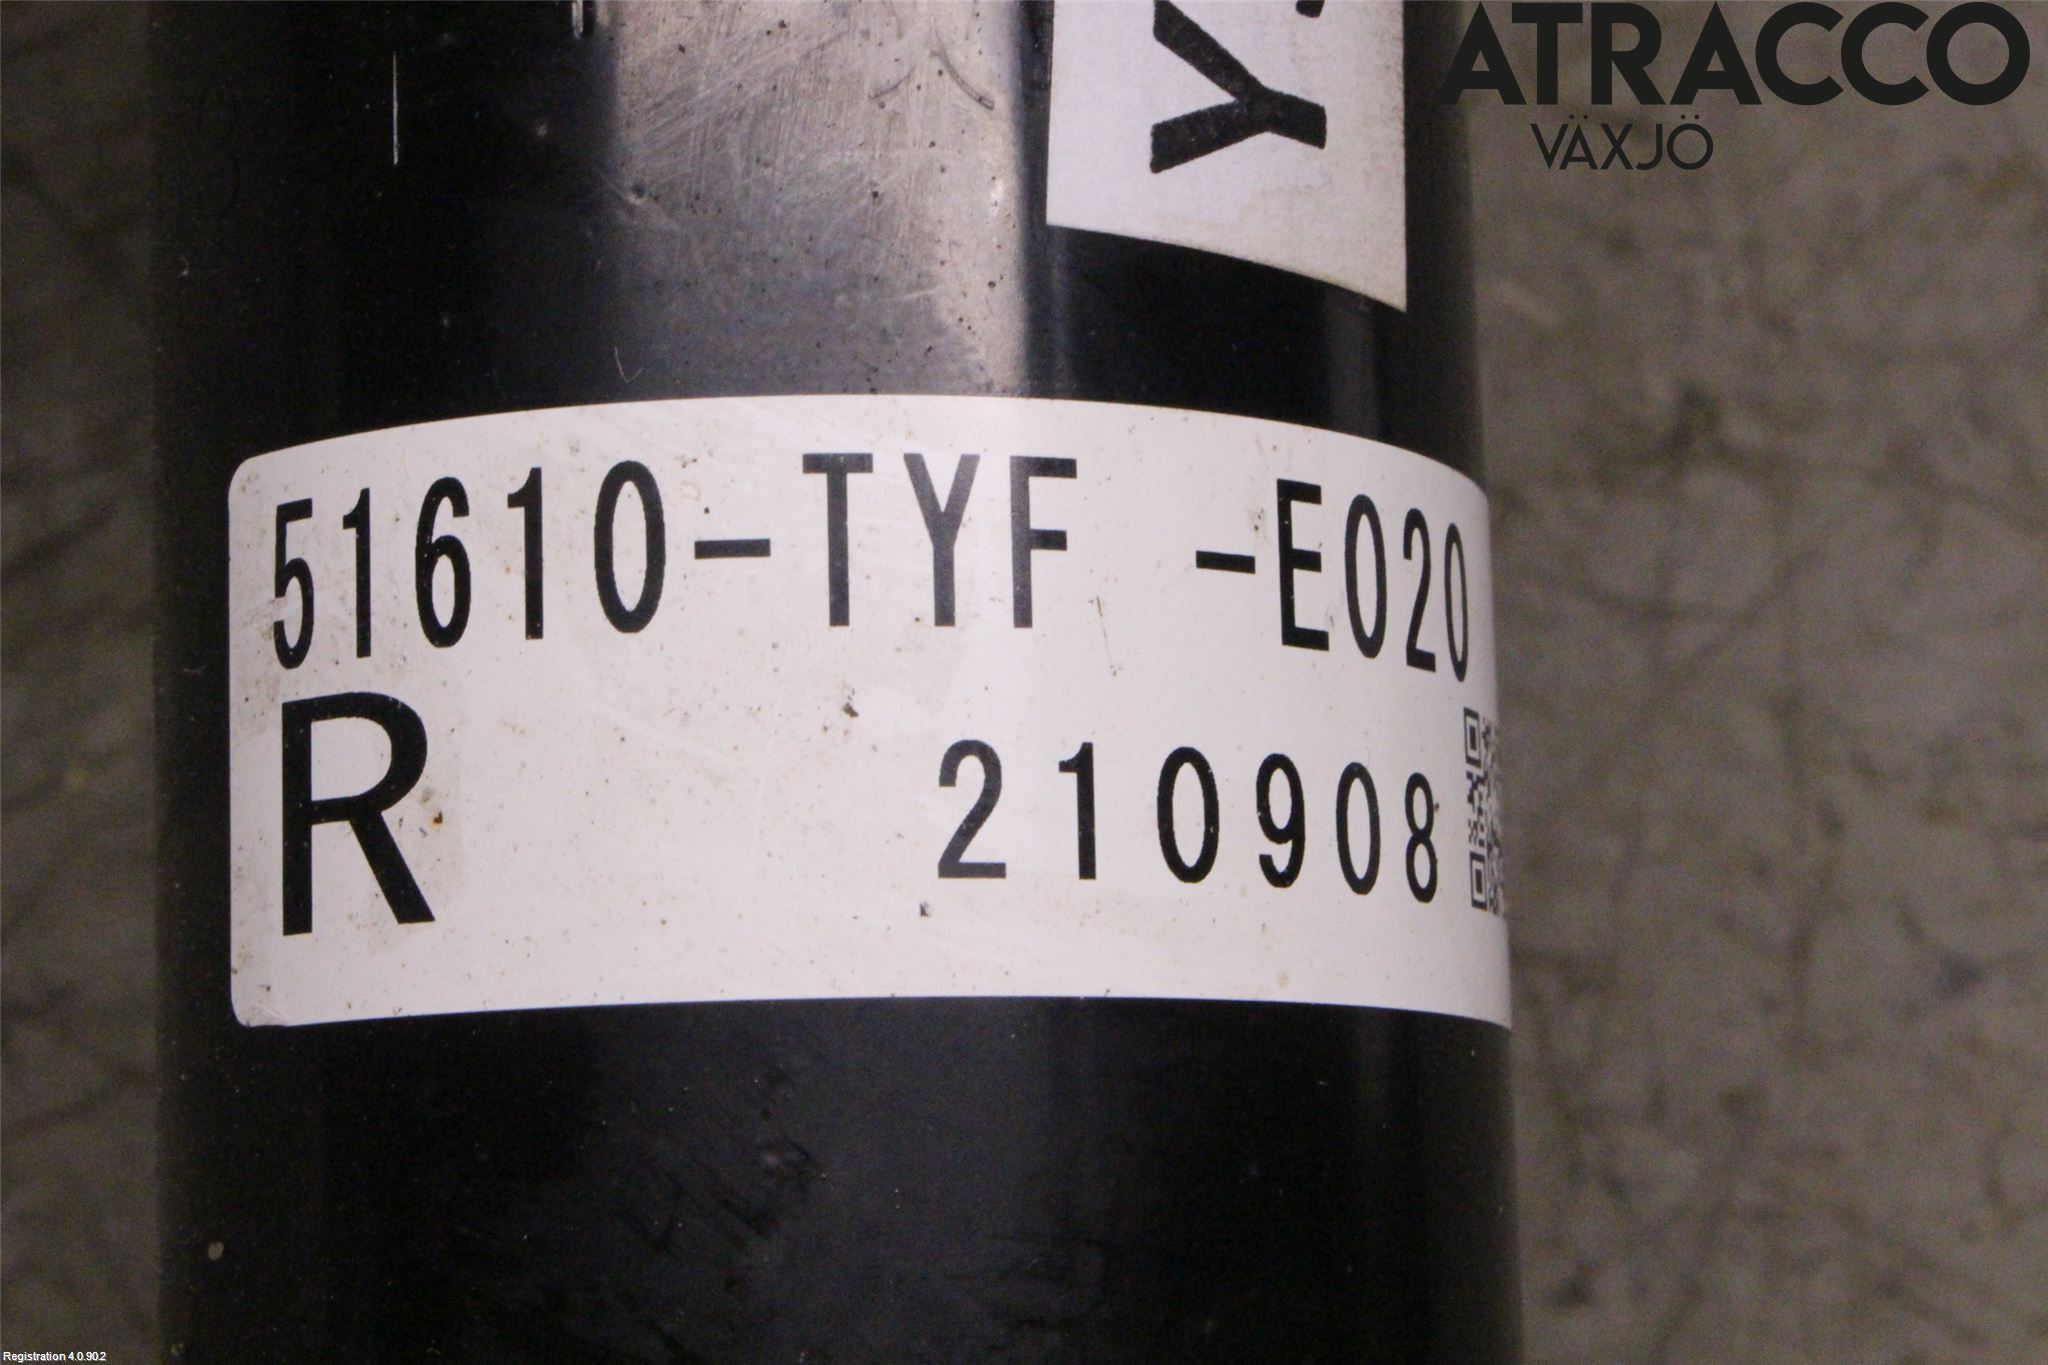 ATRACCO
VÄXJÖ
Y
51610-TYF -E020
R 210908
Registration 4.0.90.2